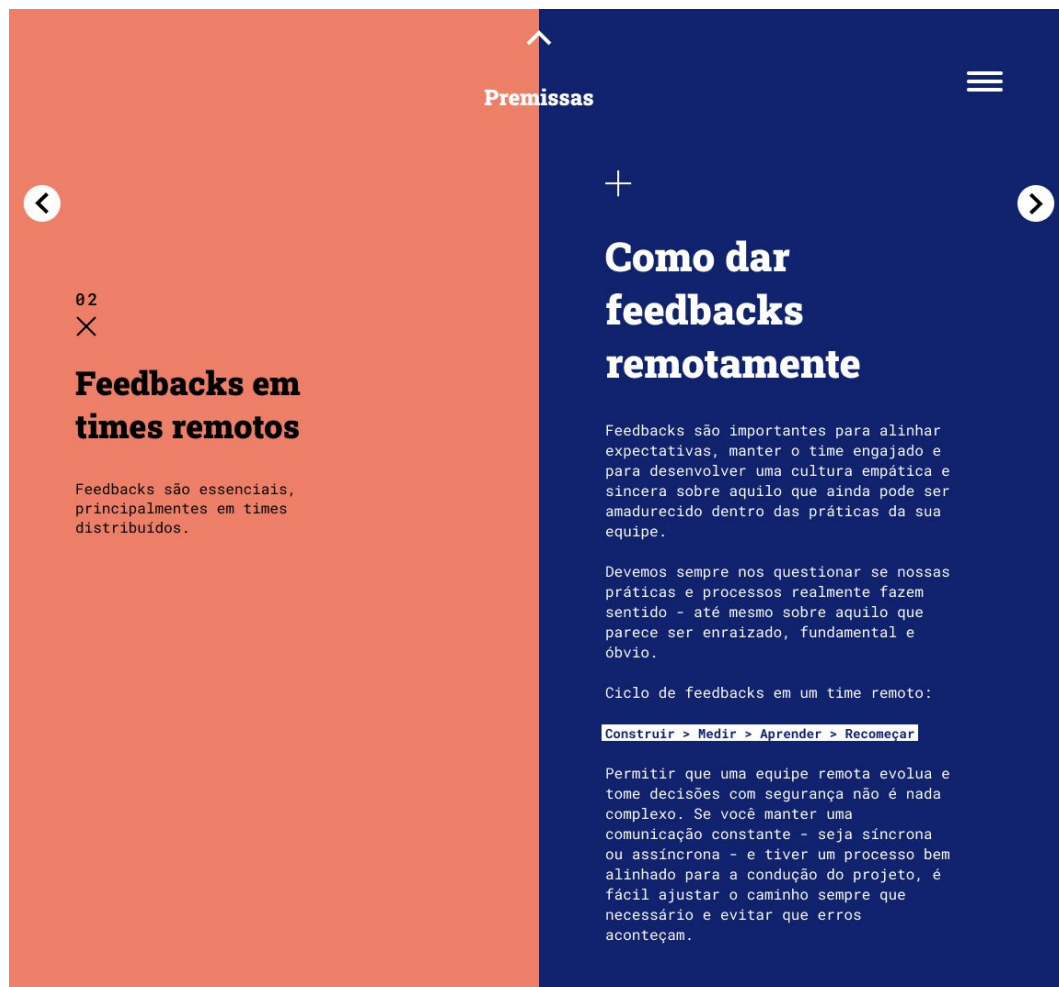 Premissas
02
Feedbacks em
times remotos
Feedbacks são essenciais,
principalmentes em times
distribuídos.
Como dar
feedbacks
remotamente
Feedbacks são importantes para alinhar
expectativas, manter o time engajado e
para desenvolver uma cultura empática e
sincera sobre aquilo que ainda pode ser
amadurecido dentro das práticas da sua
equipe.
Devemos sempre nos questionar se nossas
práticas e processos realmente fazem
sentido - até mesmo sobre aquilo que
parece ser enraizado, fundamental e
óbvio.
Ciclo de feedbacks em um time remoto:
Construir > Medir > Aprender > Recomeçar
Permitir que uma equipe remota evolua e
tome decisões com segurança não é nada
complexo. Se você manter uma
comunicação constante - seja síncrona
ou assíncrona - e tiver um processo bem
alinhado para a condução do projeto, é
fácil ajustar o caminho sempre que
necessário e evitar que erros
aconteçam.